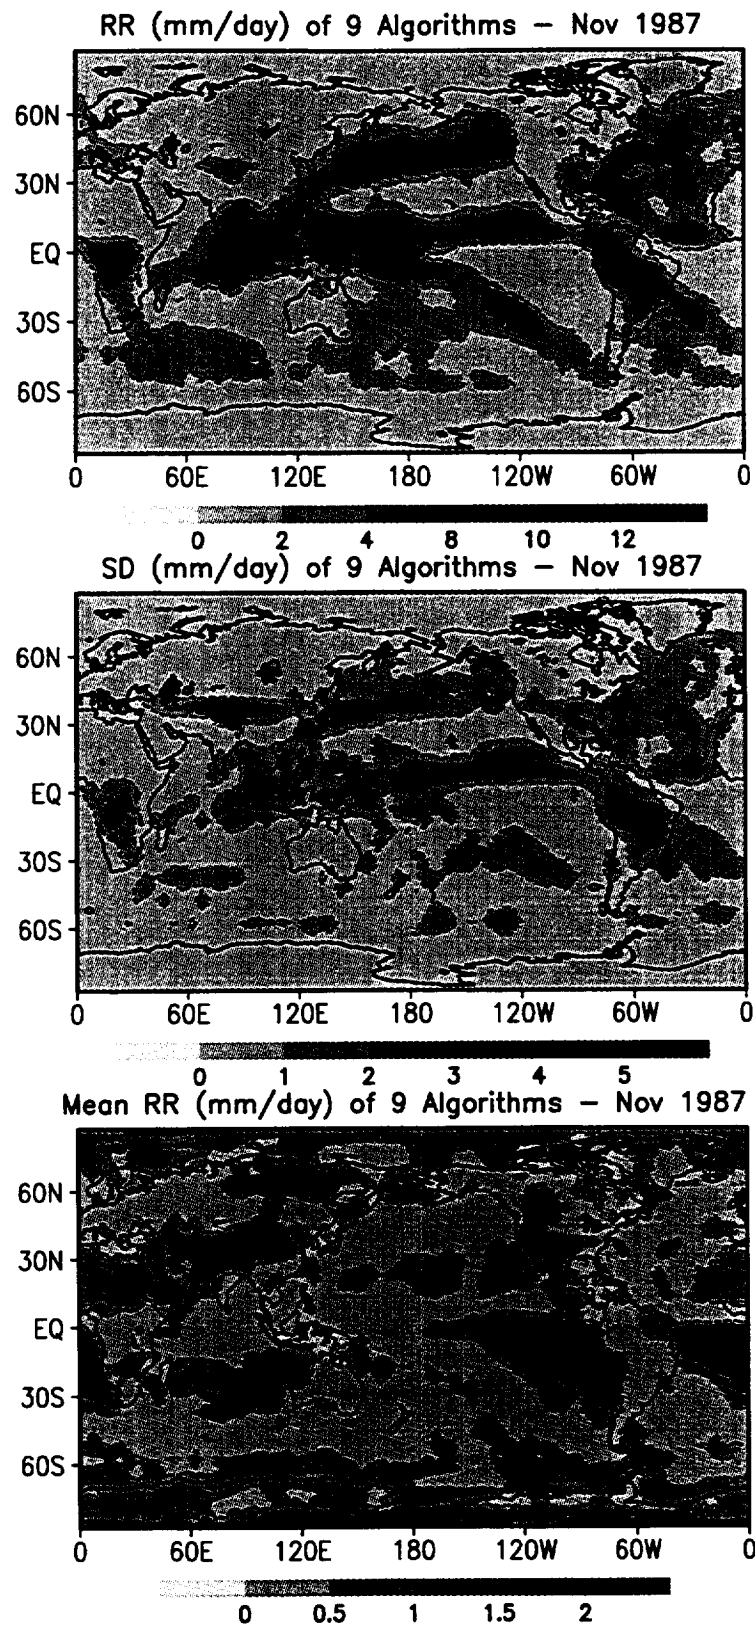 RR (mm/day) of 9 Algorithms – Nov 1987
60N
30N
EQ
30S
60S
0 60E 120E 180 120W 60W 0
0 2 4 8 10 12
SD (mm/day) of 9 Algorithms – Nov 1987
60N
30N
EQ
30S
60S
0 60E 120E 180 120W 60W 0
0 1 2 3 4 5
Mean RR (mm/day) of 9 Algorithms – Nov 1987
60N
30N
EQ
30S
60S
0 60E 120E 180 120W 60W 0
0 0.5 1 1.5 2